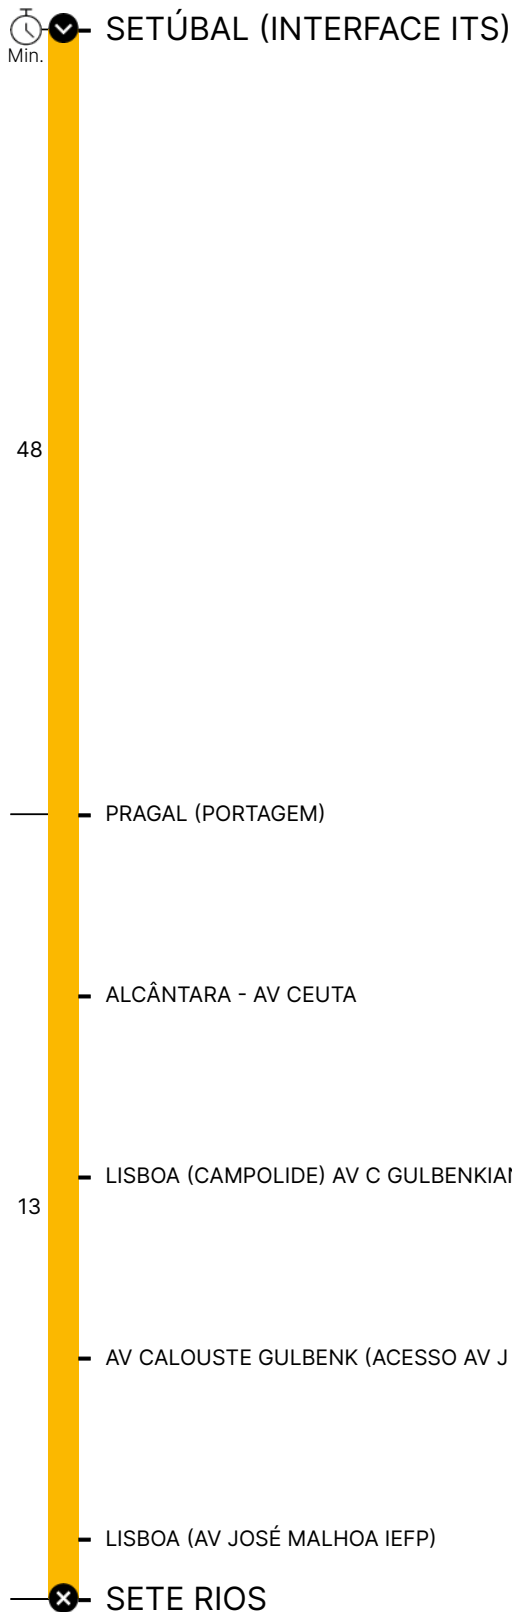 SETÚBAL (INTERFACE ITS)
Min.
48
PRAGAL (PORTAGEM)
ALCÂNTARA - AV CEUTA
LISBOA (CAMPOLIDE) AV C
13
AV CALOUSTE GULBENK (ACESSO AV J
LISBOA (AV JOSÉ MALHOA IEFP)
SETE RIOS